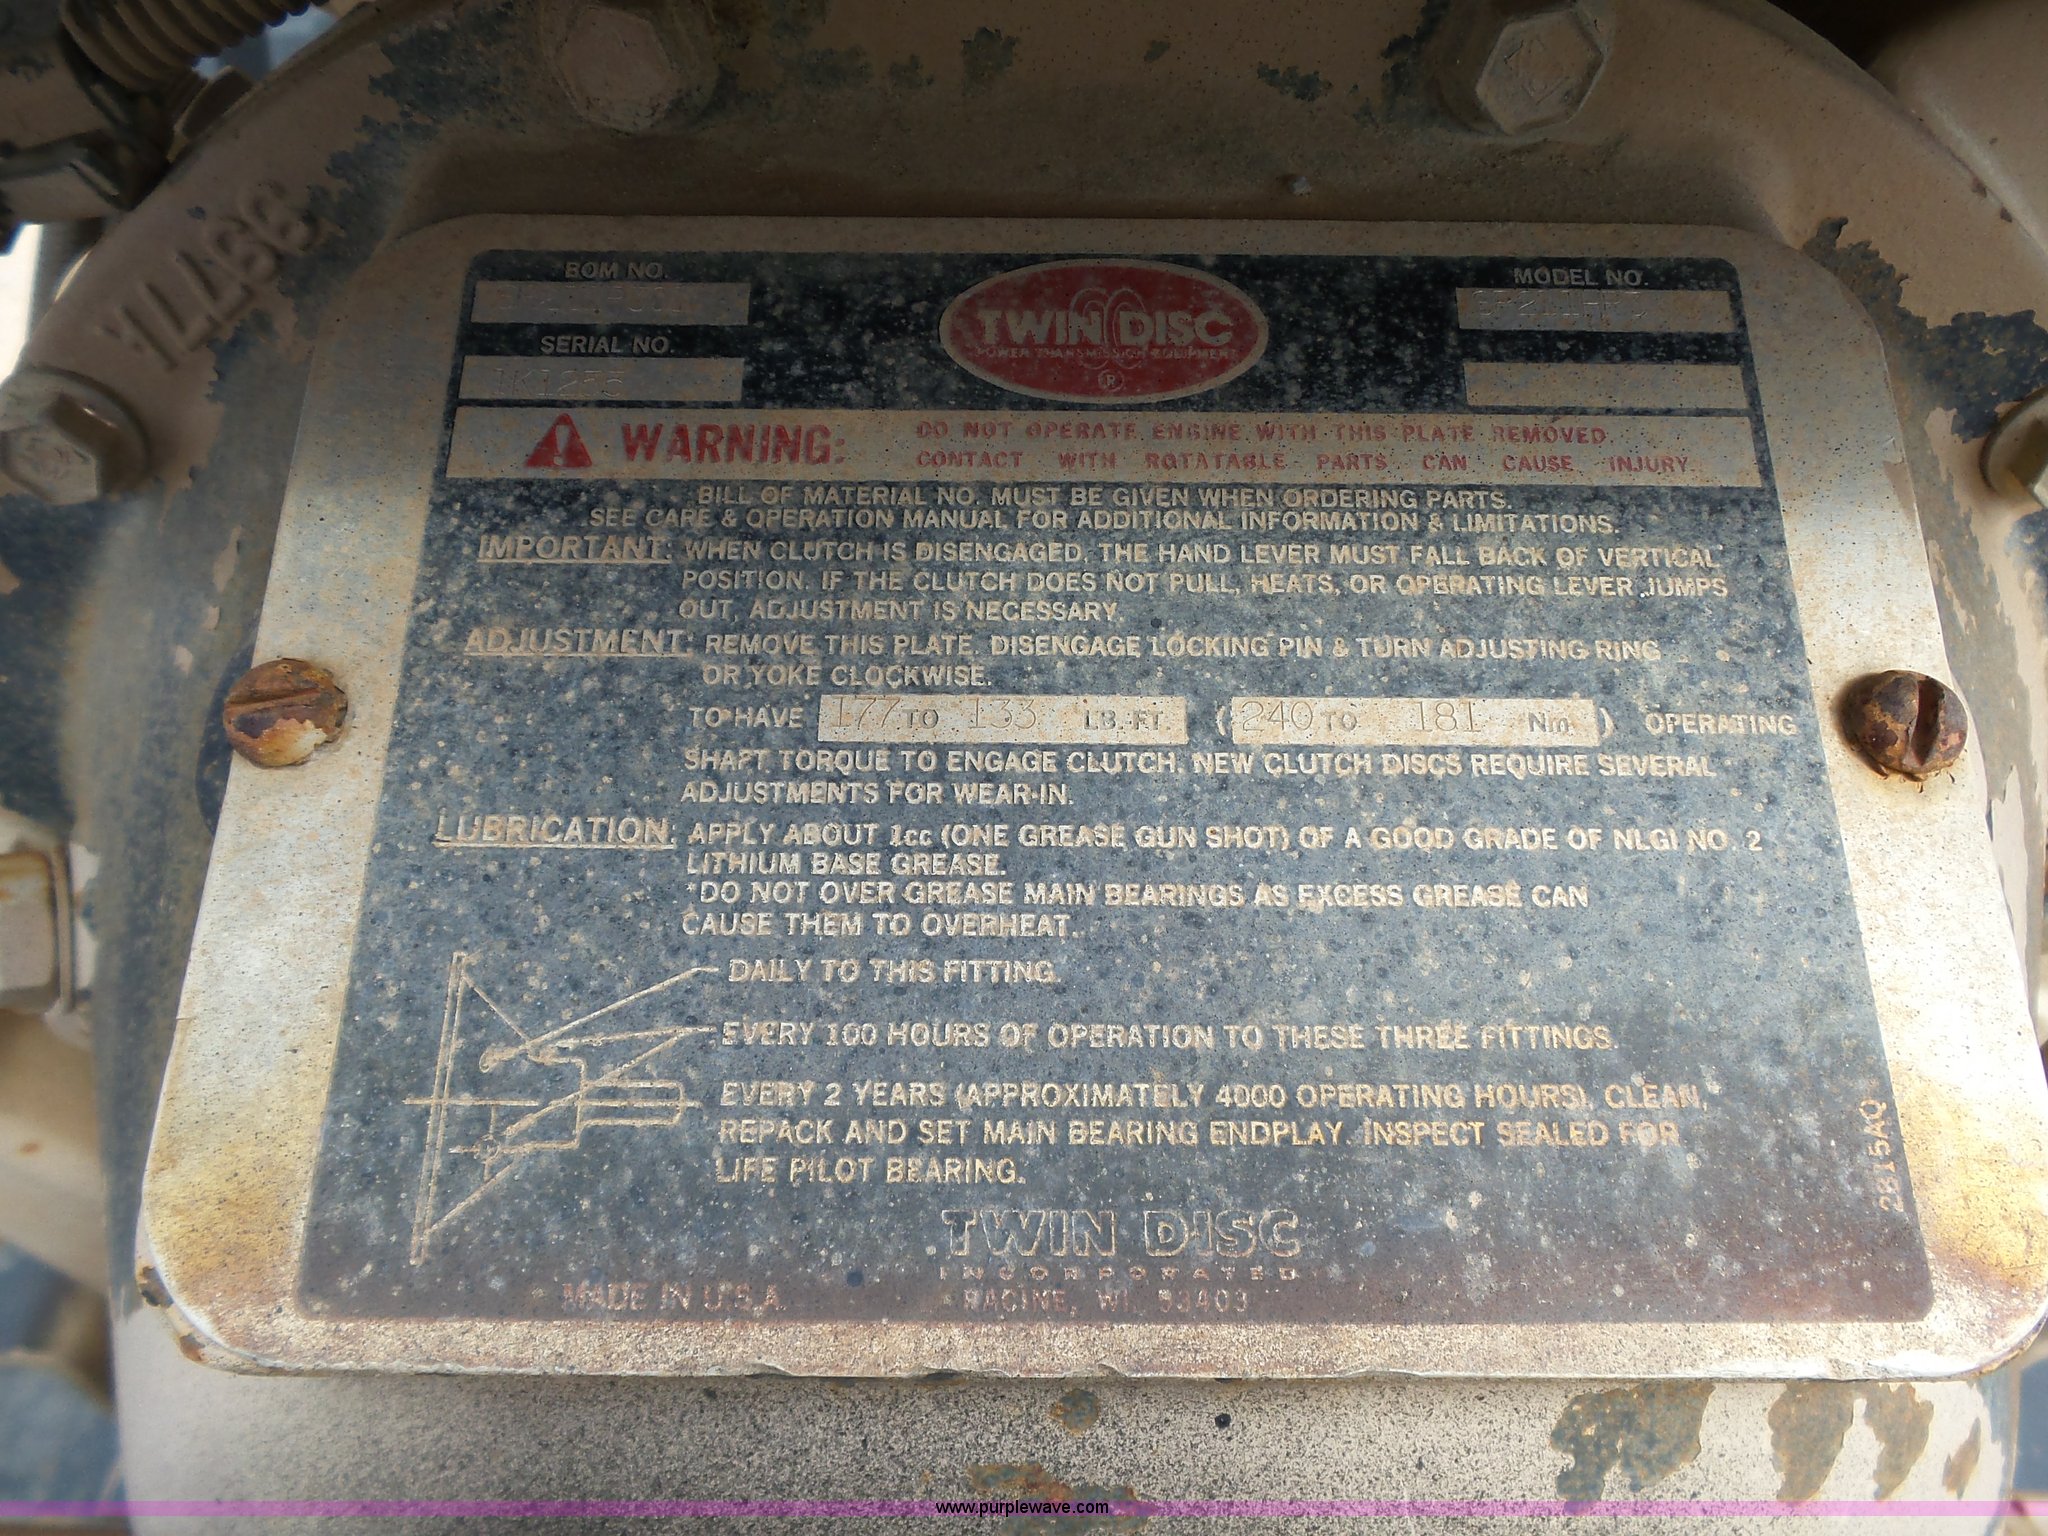 BOM NO.
SERIAL NO.
TWIN DISC
POWER TRANSMISSION EQUIPMENT
®
MODEL NO.
WARNING: DO NOT OPERATE ENGINE WITH THIS PLATE REMOVED.
CONTACT WITH ROTATABLE PARTS CAN CAUSE INJURY.
BILL OF MATERIAL NO. MUST BE GIVEN WHEN ORDERING PARTS.
SEE CARE & OPERATION MANUAL FOR ADDITIONAL INFORMATION & LIMITATIONS.
IMPORTANT: WHEN CLUTCH IS DISENGAGED, THE HAND LEVER MUST FALL BACK OF VERTICAL
POSITION. IF THE CLUTCH DOES NOT PULL, HEATS, OR OPERATING LEVER JUMPS
OUT, ADJUSTMENT IS NECESSARY.
ADJUSTMENT: REMOVE THIS PLATE. DISENGAGE LOCKING PIN & TURN ADJUSTING RING
OR YOKE CLOCKWISE.
TO HAVE 177 TO 133 LB.-FT. (240 TO 181 Nm) OPERATING
SHAFT TORQUE TO ENGAGE CLUTCH. NEW CLUTCH DISCS REQUIRE SEVERAL
ADJUSTMENTS FOR WEAR-IN.
LUBRICATION: APPLY ABOUT 1cc (ONE GREASE GUN SHOT) OF A GOOD GRADE OF NLGI NO. 2
LITHIUM BASE GREASE.
*DO NOT OVER GREASE MAIN BEARINGS AS EXCESS GREASE CAN
CAUSE THEM TO OVERHEAT.
DAILY TO THIS FITTING.
EVERY 100 HOURS OF OPERATION TO THESE THREE FITTINGS.
EVERY 2 YEARS (APPROXIMATELY 4000 OPERATING HOURS), CLEAN,
REPACK AND SET MAIN BEARING ENDPLAY. INSPECT SEALED FOR
LIFE PILOT BEARING.
2815AQ
TWIN DISC
INCORPORATED
MADE IN U.S.A. RACINE, WI. 53403
www.purplewave.com